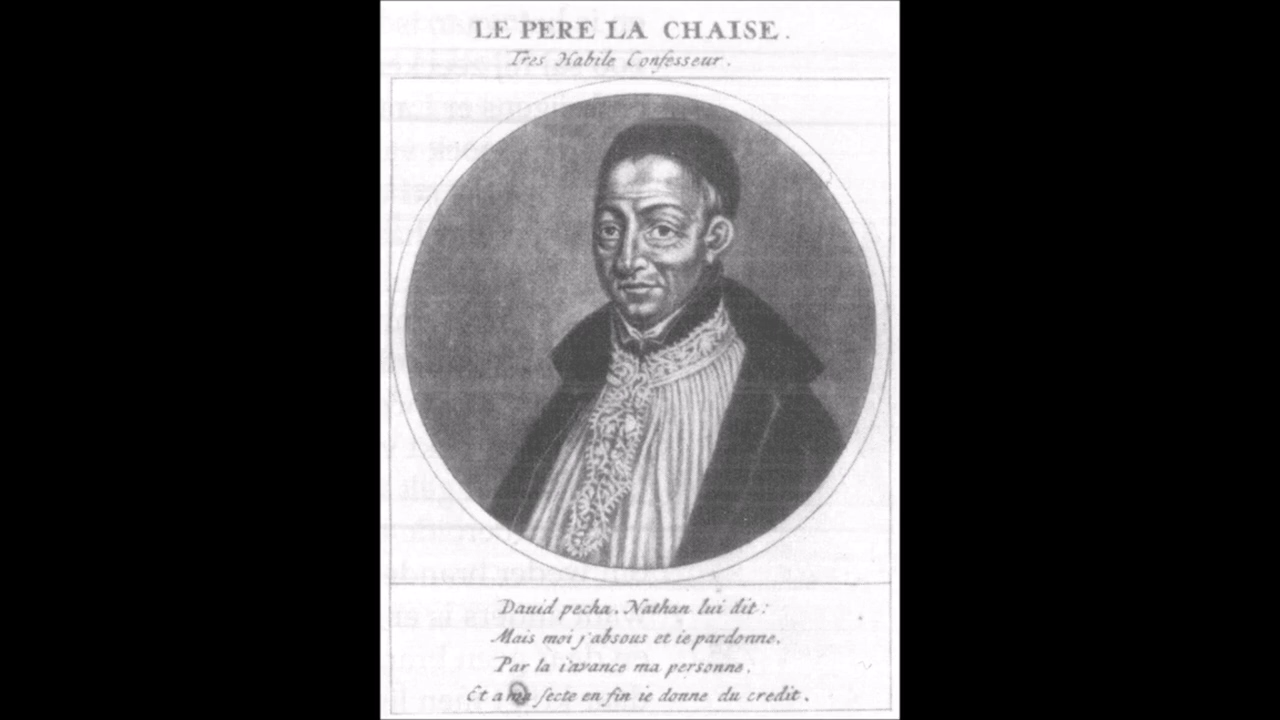 LE PERE LA CHAISE.
Tres Habile Confesseur.
Dauid pecha, Nathan lui dit:
Mais moi j'absous et ie pardonne.
Par la i'avance ma personne.
Et a ma secte en fin ie donne du credit.